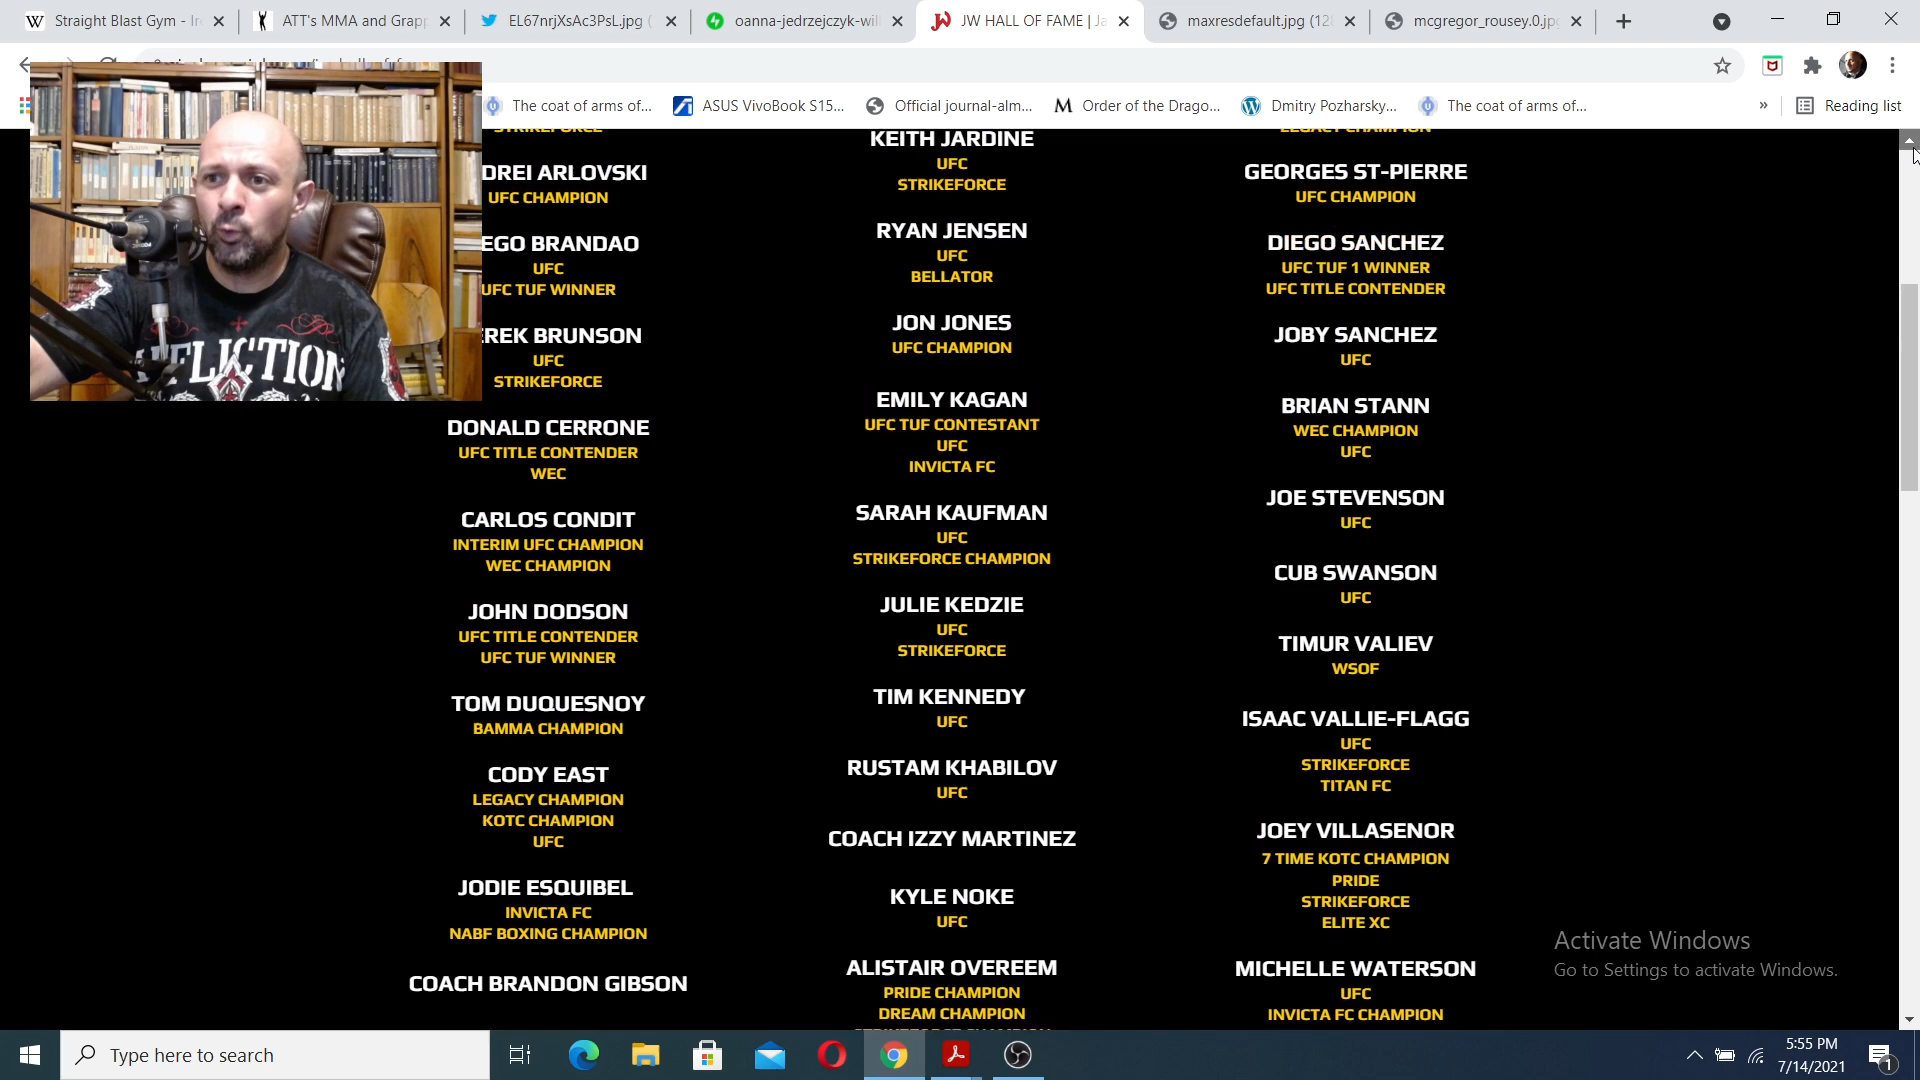 Straight Blast Gym - I
ATT's MMA and Grap
EL67nrjXsAc3PsL.jpg (
oanna-jedrzejczyk-wil
JW HALL OF FAME | Ja
maxresdefault.jpg (12
mcgregor_rousey.0.jp
The coat of arms of...
ASUS VivoBook S15...
Official journal-alm...
Order of the Drago...
Dmitry Pozharsky...
The coat of arms of...
»
Reading list
STRIKEFORCE
DREI ARLOVSKI
UFC CHAMPION
EGO BRANDAO
UFC
UFC TUF WINNER
EREK BRUNSON
UFC
STRIKEFORCE
DONALD CERRONE
UFC TITLE CONTENDER
WEC
CARLOS CONDIT
INTERIM UFC CHAMPION
WEC CHAMPION
JOHN DODSON
UFC TITLE CONTENDER
UFC TUF WINNER
TOM DUQUESNOY
BAMMA CHAMPION
CODY EAST
LEGACY CHAMPION
KOTC CHAMPION
UFC
JODIE ESQUIBEL
INVICTA FC
NABF BOXING CHAMPION
COACH BRANDON GIBSON
KEITH JARDINE
UFC
STRIKEFORCE
RYAN JENSEN
UFC
BELLATOR
JON JONES
UFC CHAMPION
EMILY KAGAN
UFC TUF CONTESTANT
UFC
INVICTA FC
SARAH KAUFMAN
UFC
STRIKEFORCE CHAMPION
JULIE KEDZIE
UFC
STRIKEFORCE
TIM KENNEDY
UFC
RUSTAM KHABILOV
UFC
COACH IZZY MARTINEZ
KYLE NOKE
UFC
ALISTAIR OVEREEM
PRIDE CHAMPION
DREAM CHAMPION
STRIKEFORCE CHAMPION
LEGACY CHAMPION
GEORGES ST-PIERRE
UFC CHAMPION
DIEGO SANCHEZ
UFC TUF 1 WINNER
UFC TITLE CONTENDER
JOBY SANCHEZ
UFC
BRIAN STANN
WEC CHAMPION
UFC
JOE STEVENSON
UFC
CUB SWANSON
UFC
TIMUR VALIEV
WSOF
ISAAC VALLIE-FLAGG
UFC
STRIKEFORCE
TITAN FC
JOEY VILLASENOR
7 TIME KOTC CHAMPION
PRIDE
STRIKEFORCE
ELITE XC
MICHELLE WATERSON
UFC
INVICTA FC CHAMPION
Activate Windows
Go to Settings to activate Windows.
Type here to search
5:55 PM
7/14/2021
1